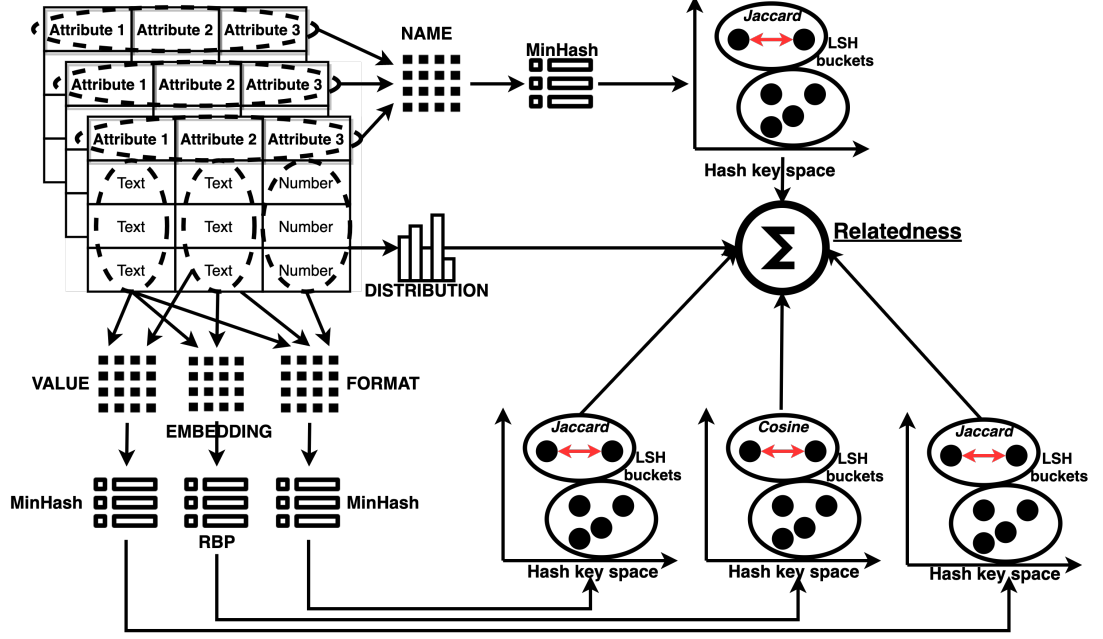 Attribute 1 Attribute 2 Attribute 3
Attribute 1 Attribute 2 Attribute 3
Attribute 1 Attribute 2 Attribute 3
Text Text Number
Text Text Number
Text Text Number
NAME
MinHash
Jaccard
LSH
buckets
Hash key space
Σ
Relatedness
DISTRIBUTION
VALUE
EMBEDDING
FORMAT
MinHash
RBP
MinHash
Jaccard
LSH
buckets
Hash key space
Cosine
LSH
buckets
Hash key space
Jaccard
LSH
buckets
Hash key space